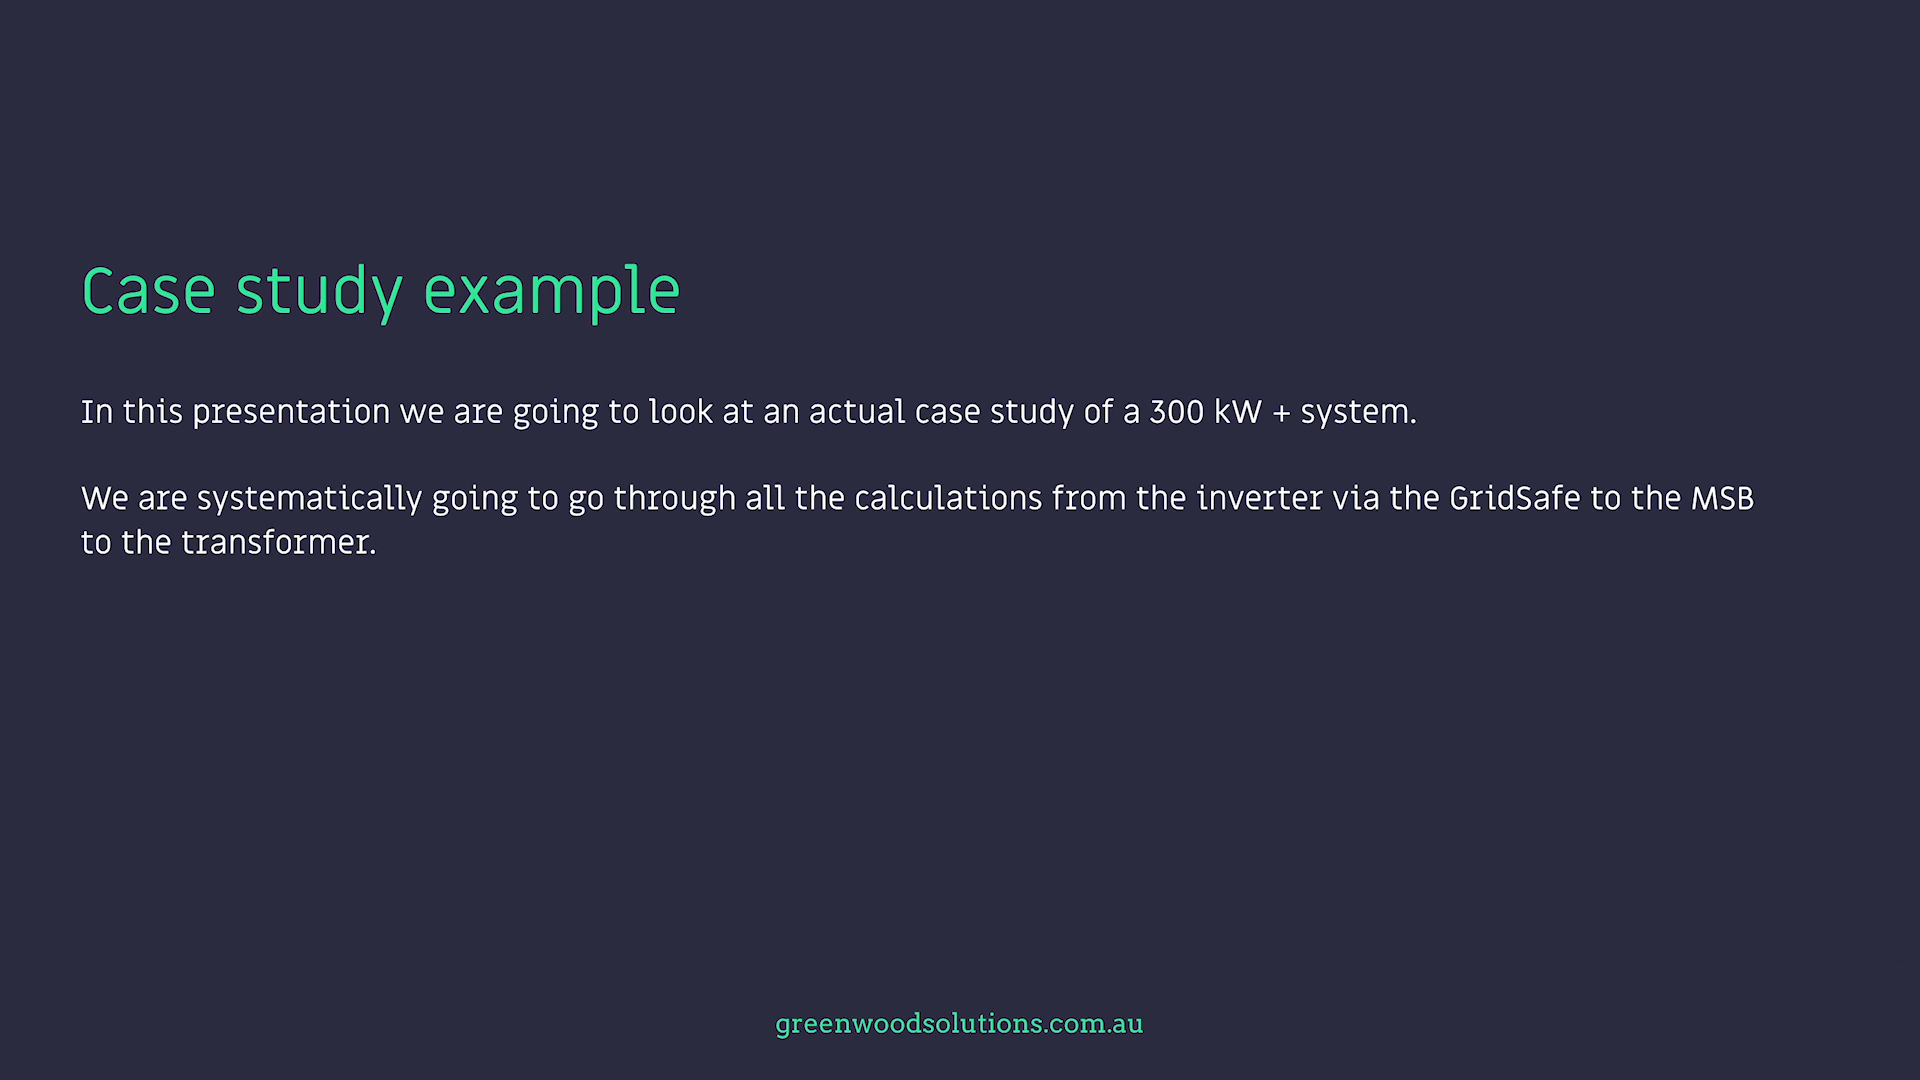 Case study example
In this presentation we are going to look at an actual case study of a 300 kW + system.
We are systematically going to go through all the calculations from the inverter via the GridSafe to the MSB
to the transformer.
greenwoodsolutions.com.au